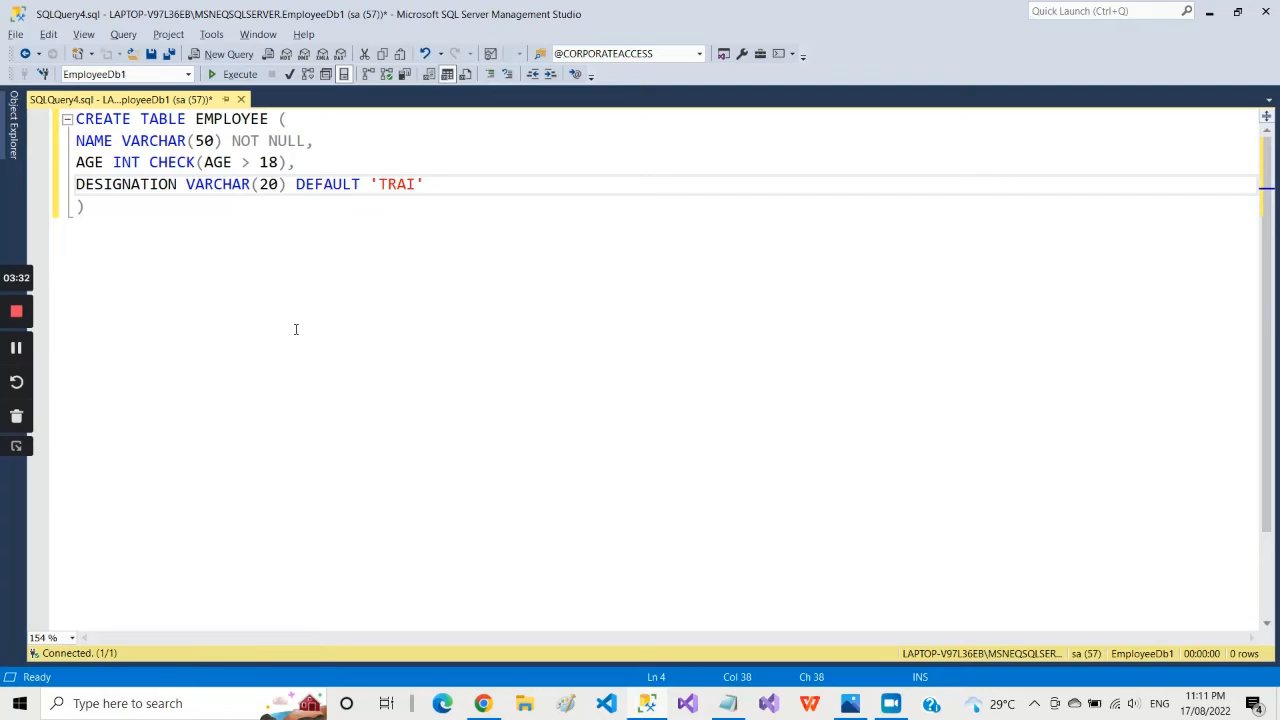 SQLQuery4.sql - LAPTOP-V97L36EB\MSNEQSQLSERVER.EmployeeDb1 (sa (57))* - Microsoft SQL Server Management Studio
Quick Launch (Ctrl+Q)
File Edit View Query Project Tools Window Help
New Query
@CORPORATEACCESS
EmployeeDb1
Execute
SQLQuery4.sql - LA...ployeeDb1 (sa (57))*
Object Explorer
CREATE TABLE EMPLOYEE (
NAME VARCHAR(50) NOT NULL,
AGE INT CHECK(AGE > 18),
DESIGNATION VARCHAR(20) DEFAULT 'TRAI'
)
03:32
154 %
Connected. (1/1)
LAPTOP-V97L36EB\MSNEQSQLSER... sa (57) EmployeeDb1 00:00:00 0 rows
Ready
Ln 4 Col 38 Ch 38 INS
Type here to search
29°C
ENG
11:11 PM
17/08/2022
4